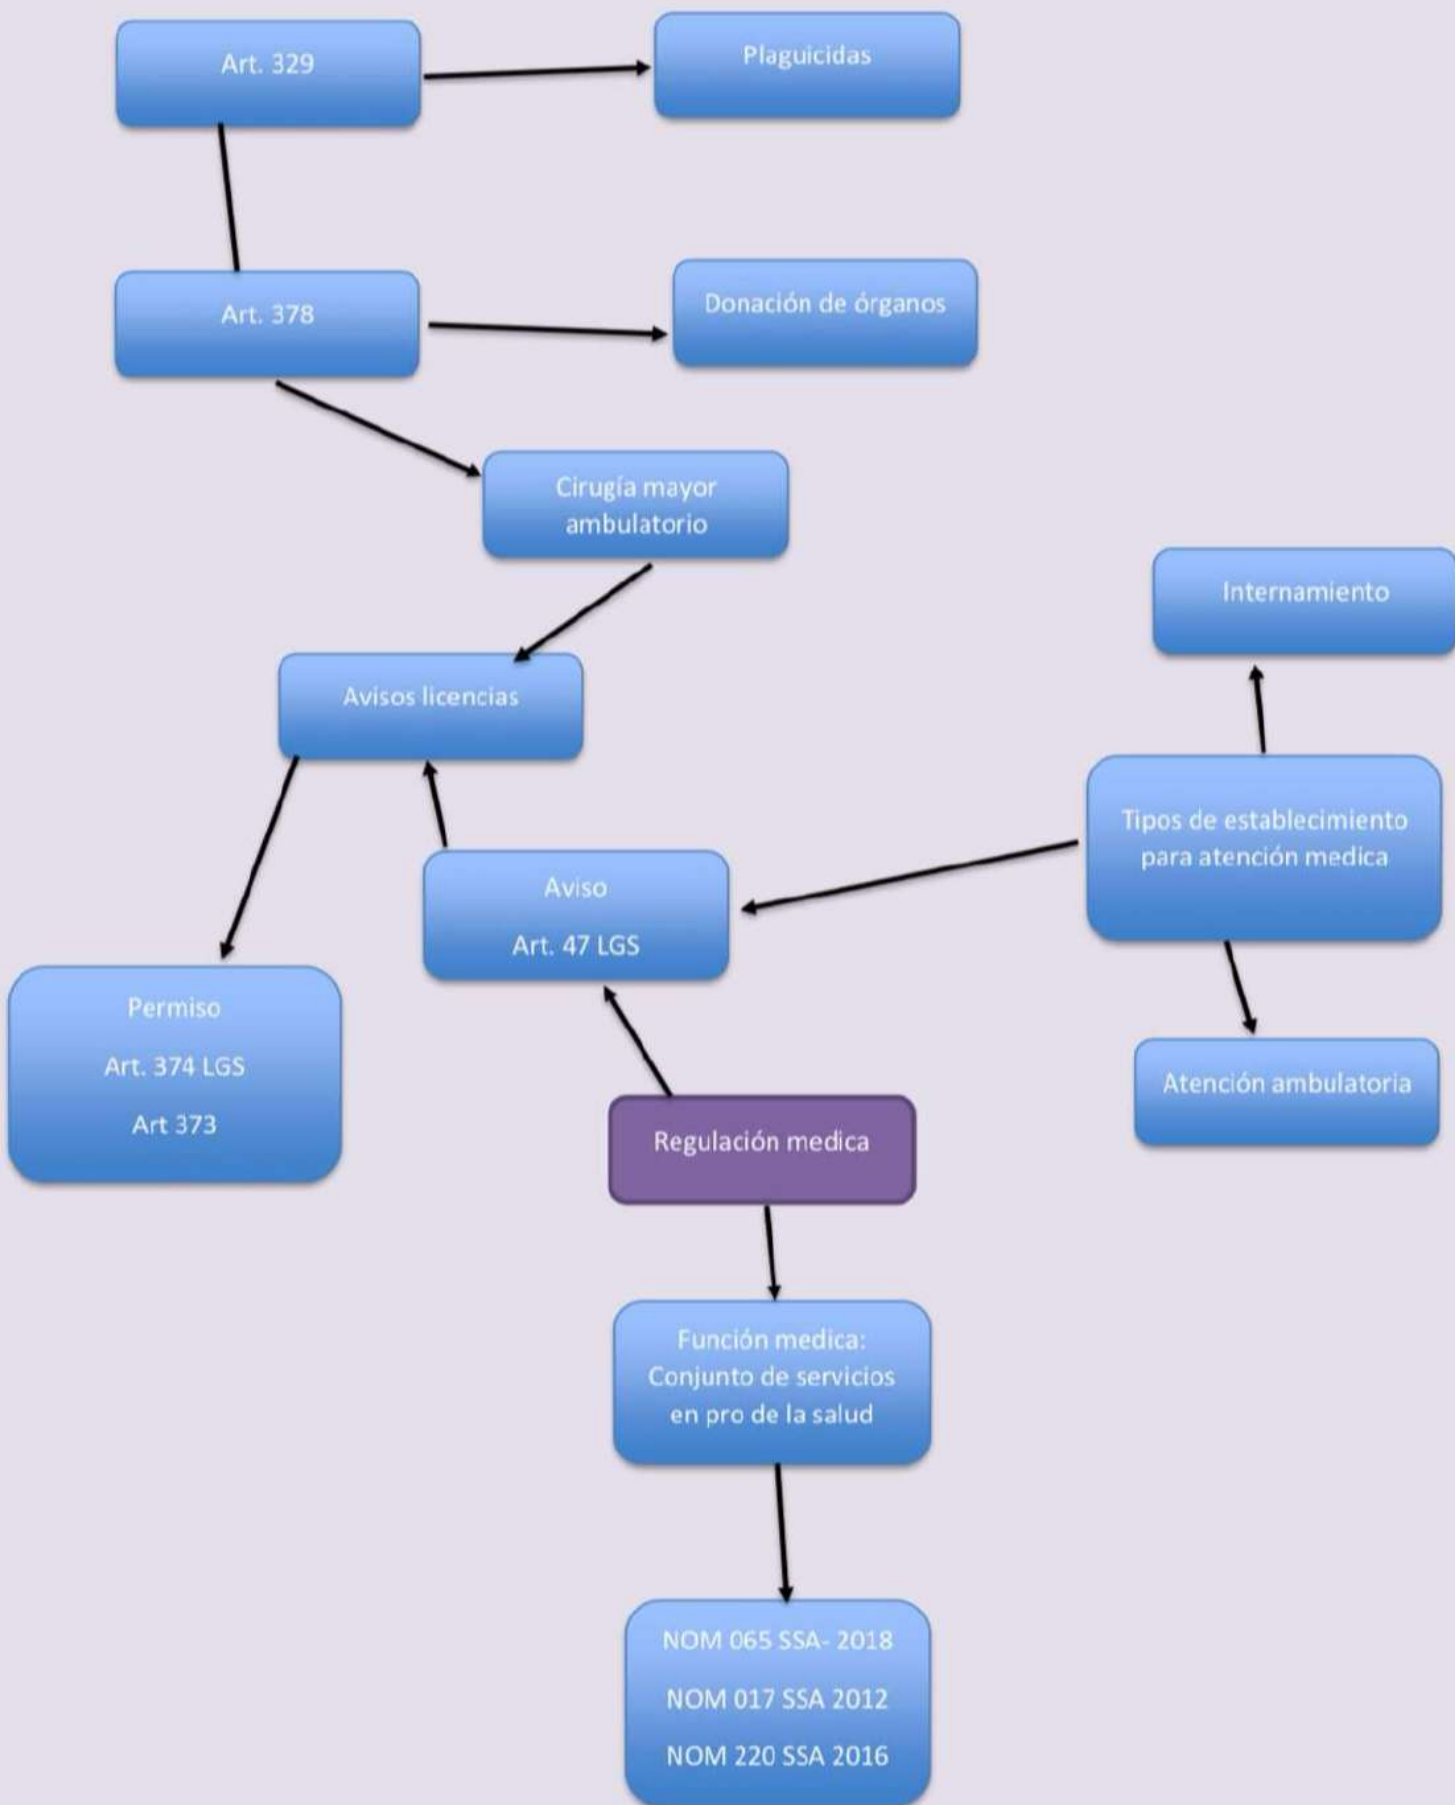 Art. 329
Plaguicidas
Art. 378
Donación de órganos
Cirugía mayor
ambulatorio
Internamiento
Avisos licencias
Tipos de establecimiento
para atención medica
Aviso
Art. 47 LGS
Permiso
Art. 374 LGS
Art 373
Atención ambulatoria
Regulación medica
Función medica:
Conjunto de servicios
en pro de la salud
NOM 065 SSA- 2018
NOM 017 SSA 2012
NOM 220 SSA 2016